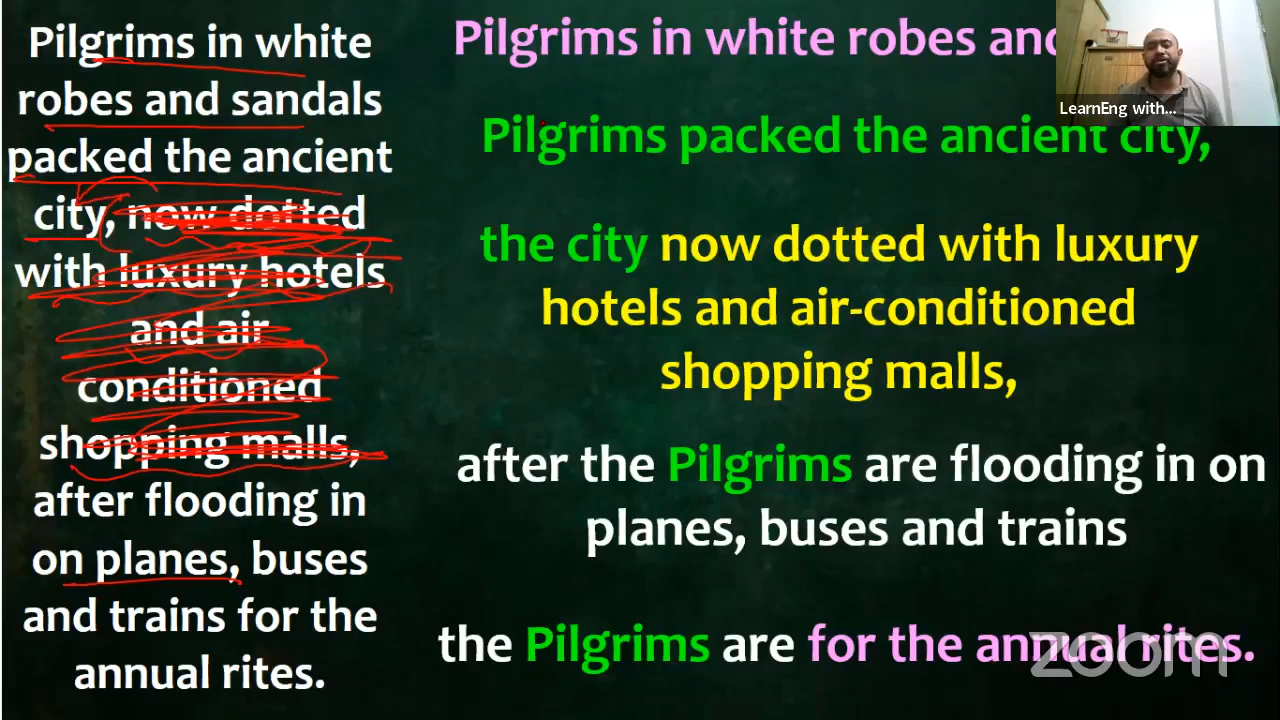 Pilgrims in white
robes and sandals
packed the ancient
city, now dotted
with luxury hotels
and air
conditioned
shopping malls,
after flooding in
on planes, buses
and trains for the
annual rites.
Pilgrims in white robes and
Pilgrims packed the ancient city,
the city now dotted with luxury
hotels and air-conditioned
shopping malls,
after the Pilgrims are flooding in on
planes, buses and trains
the Pilgrims are for the annual rites.
LearnEng with...
zoom